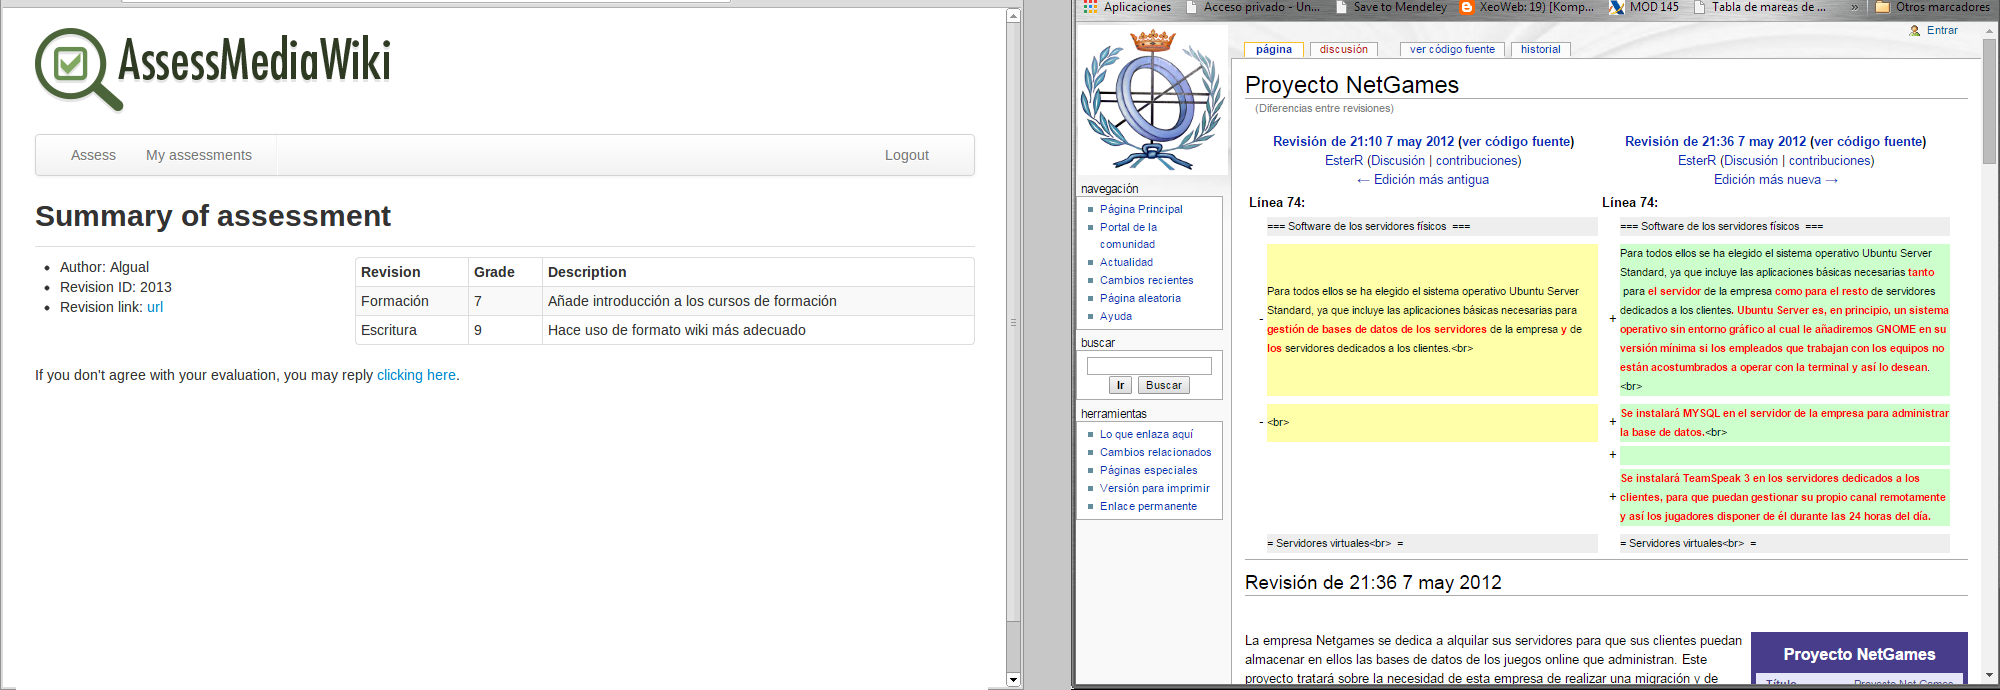 AssessMediaWiki
Assess My assessments Logout
Summary of assessment
Author: Algual
Revision ID: 2013
Revision link: url
Revision Grade Description
Formación 7 Añade introducción a los cursos de formación
Escritura 9 Hace uso de formato wiki más adecuado
If you don't agree with your evaluation, you may reply clicking here.
Aplicaciones Acceso privado - Un... Save to Mendeley XeoWeb: 19) [Komp... MOD 145 Tabla de mareas de ... » Otros marcadores
Entrar
página discusión ver código fuente historial
Proyecto NetGames
(Diferencias entre revisiones)
navegación
Página Principal
Portal de la
comunidad
Actualidad
Cambios recientes
Página aleatoria
Ayuda
buscar
Ir Buscar
herramientas
Lo que enlaza aquí
Cambios relacionados
Páginas especiales
Versión para imprimir
Enlace permanente
Revisión de 21:10 7 may 2012 (ver código fuente)
EsterR (Discusión | contribuciones)
← Edición más antigua
Línea 74:
=== Software de los servidores físicos ===
- Para todos ellos se ha elegido el sistema operativo Ubuntu Server
Standard, ya que incluye las aplicaciones básicas necesarias para
gestión de bases de datos de los servidores de la empresa y de
los servidores dedicados a los clientes.<br>
- <br>
= Servidores virtuales<br> =
Revisión de 21:36 7 may 2012 (ver código fuente)
EsterR (Discusión | contribuciones)
Edición más nueva →
Línea 74:
=== Software de los servidores físicos ===
+ Para todos ellos se ha elegido el sistema operativo Ubuntu Server
Standard, ya que incluye las aplicaciones básicas necesarias tanto
para el servidor de la empresa como para el resto de servidores
dedicados a los clientes. Ubuntu Server es, en principio, un sistema
operativo sin entorno gráfico al cual le añadiremos GNOME en su
versión mínima si los empleados que trabajan con los equipos no
están acostumbrados a operar con la terminal y así lo desean.
<br>
+ Se instalará MYSQL en el servidor de la empresa para administrar
la base de datos.<br>
+
+ Se instalará TeamSpeak 3 en los servidores dedicados a los
clientes, para que puedan gestionar su propio canal remotamente
y así los jugadores disponer de él durante las 24 horas del día.
= Servidores virtuales<br> =
Revisión de 21:36 7 may 2012
La empresa Netgames se dedica a alquilar sus servidores para que sus clientes puedan
almacenar en ellos las bases de datos de los juegos online que administran. Este
proyecto tratará sobre la necesidad de esta empresa de realizar una migración y de
Proyecto NetGames
Título Proyecto Net Games